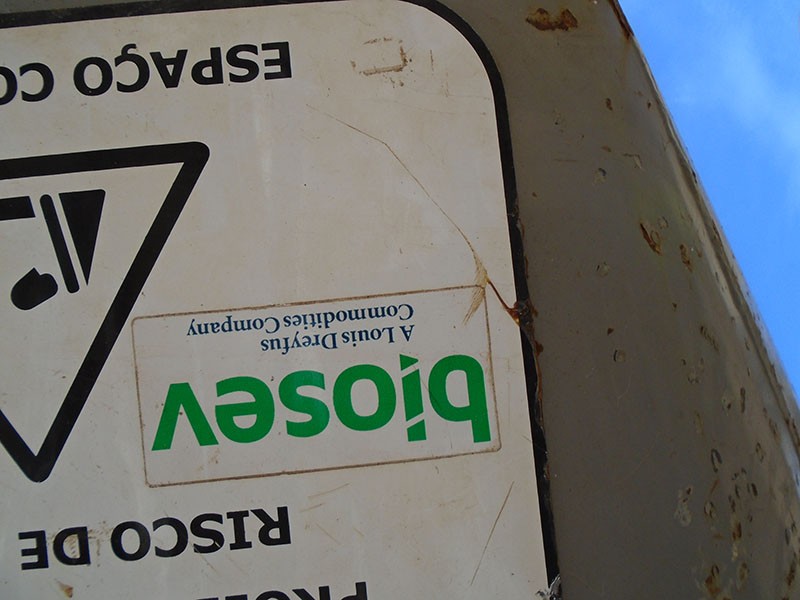 RISCO DE
biosev
A Louis Dreyfus
Commodities Company
ESPAÇO CO